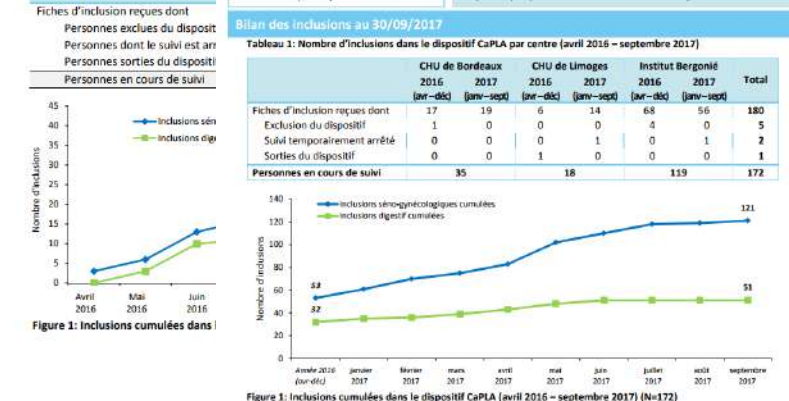 Fiches d'inclusion reçues dont
Personnes exclues du disposit
Personnes dont le suivi est arr
Personnes sorties du dispositi
Personnes en cours de suivi
45
40
35
30
25
20
15
10
5
0
Nombre d'inclusions
Inclusions sén
Inclusions dige
Avril Mai Juin
2016 2016 2016
Figure 1: Inclusions cumulées dans l
Bilan des inclusions au 30/09/2017
Tableau 1: Nombre d'inclusions dans le dispositif CaPLA par centre (avril 2016 – septembre 2017)
CHU de Bordeaux CHU de Limoges Institut Bergonié
2016 2017 2016 2017 2016 2017 Total
(avr–déc) (janv–sept) (avr–déc) (janv–sept) (avr–déc) (janv–sept)
Fiches d'inclusion reçues dont 17 19 6 14 68 56 180
Exclusion du dispositif 1 0 0 0 4 0 5
Suivi temporairement arrêté 0 0 0 1 0 1 2
Sorties du dispositif 0 0 1 0 0 0 1
Personnes en cours de suivi 35 18 119 172
140
120
100
80
60
40
20
0
Nombre d'inclusions
Inclusions séno-gynécologiques cumulées
Inclusions digestif cumulées
53
32
121
51
Année 2016 janvier février mars avril mai juin juillet août septembre
(avr-déc) 2017 2017 2017 2017 2017 2017 2017 2017 2017
Figure 1: Inclusions cumulées dans le dispositif CaPLA (avril 2016 – septembre 2017) (N=172)